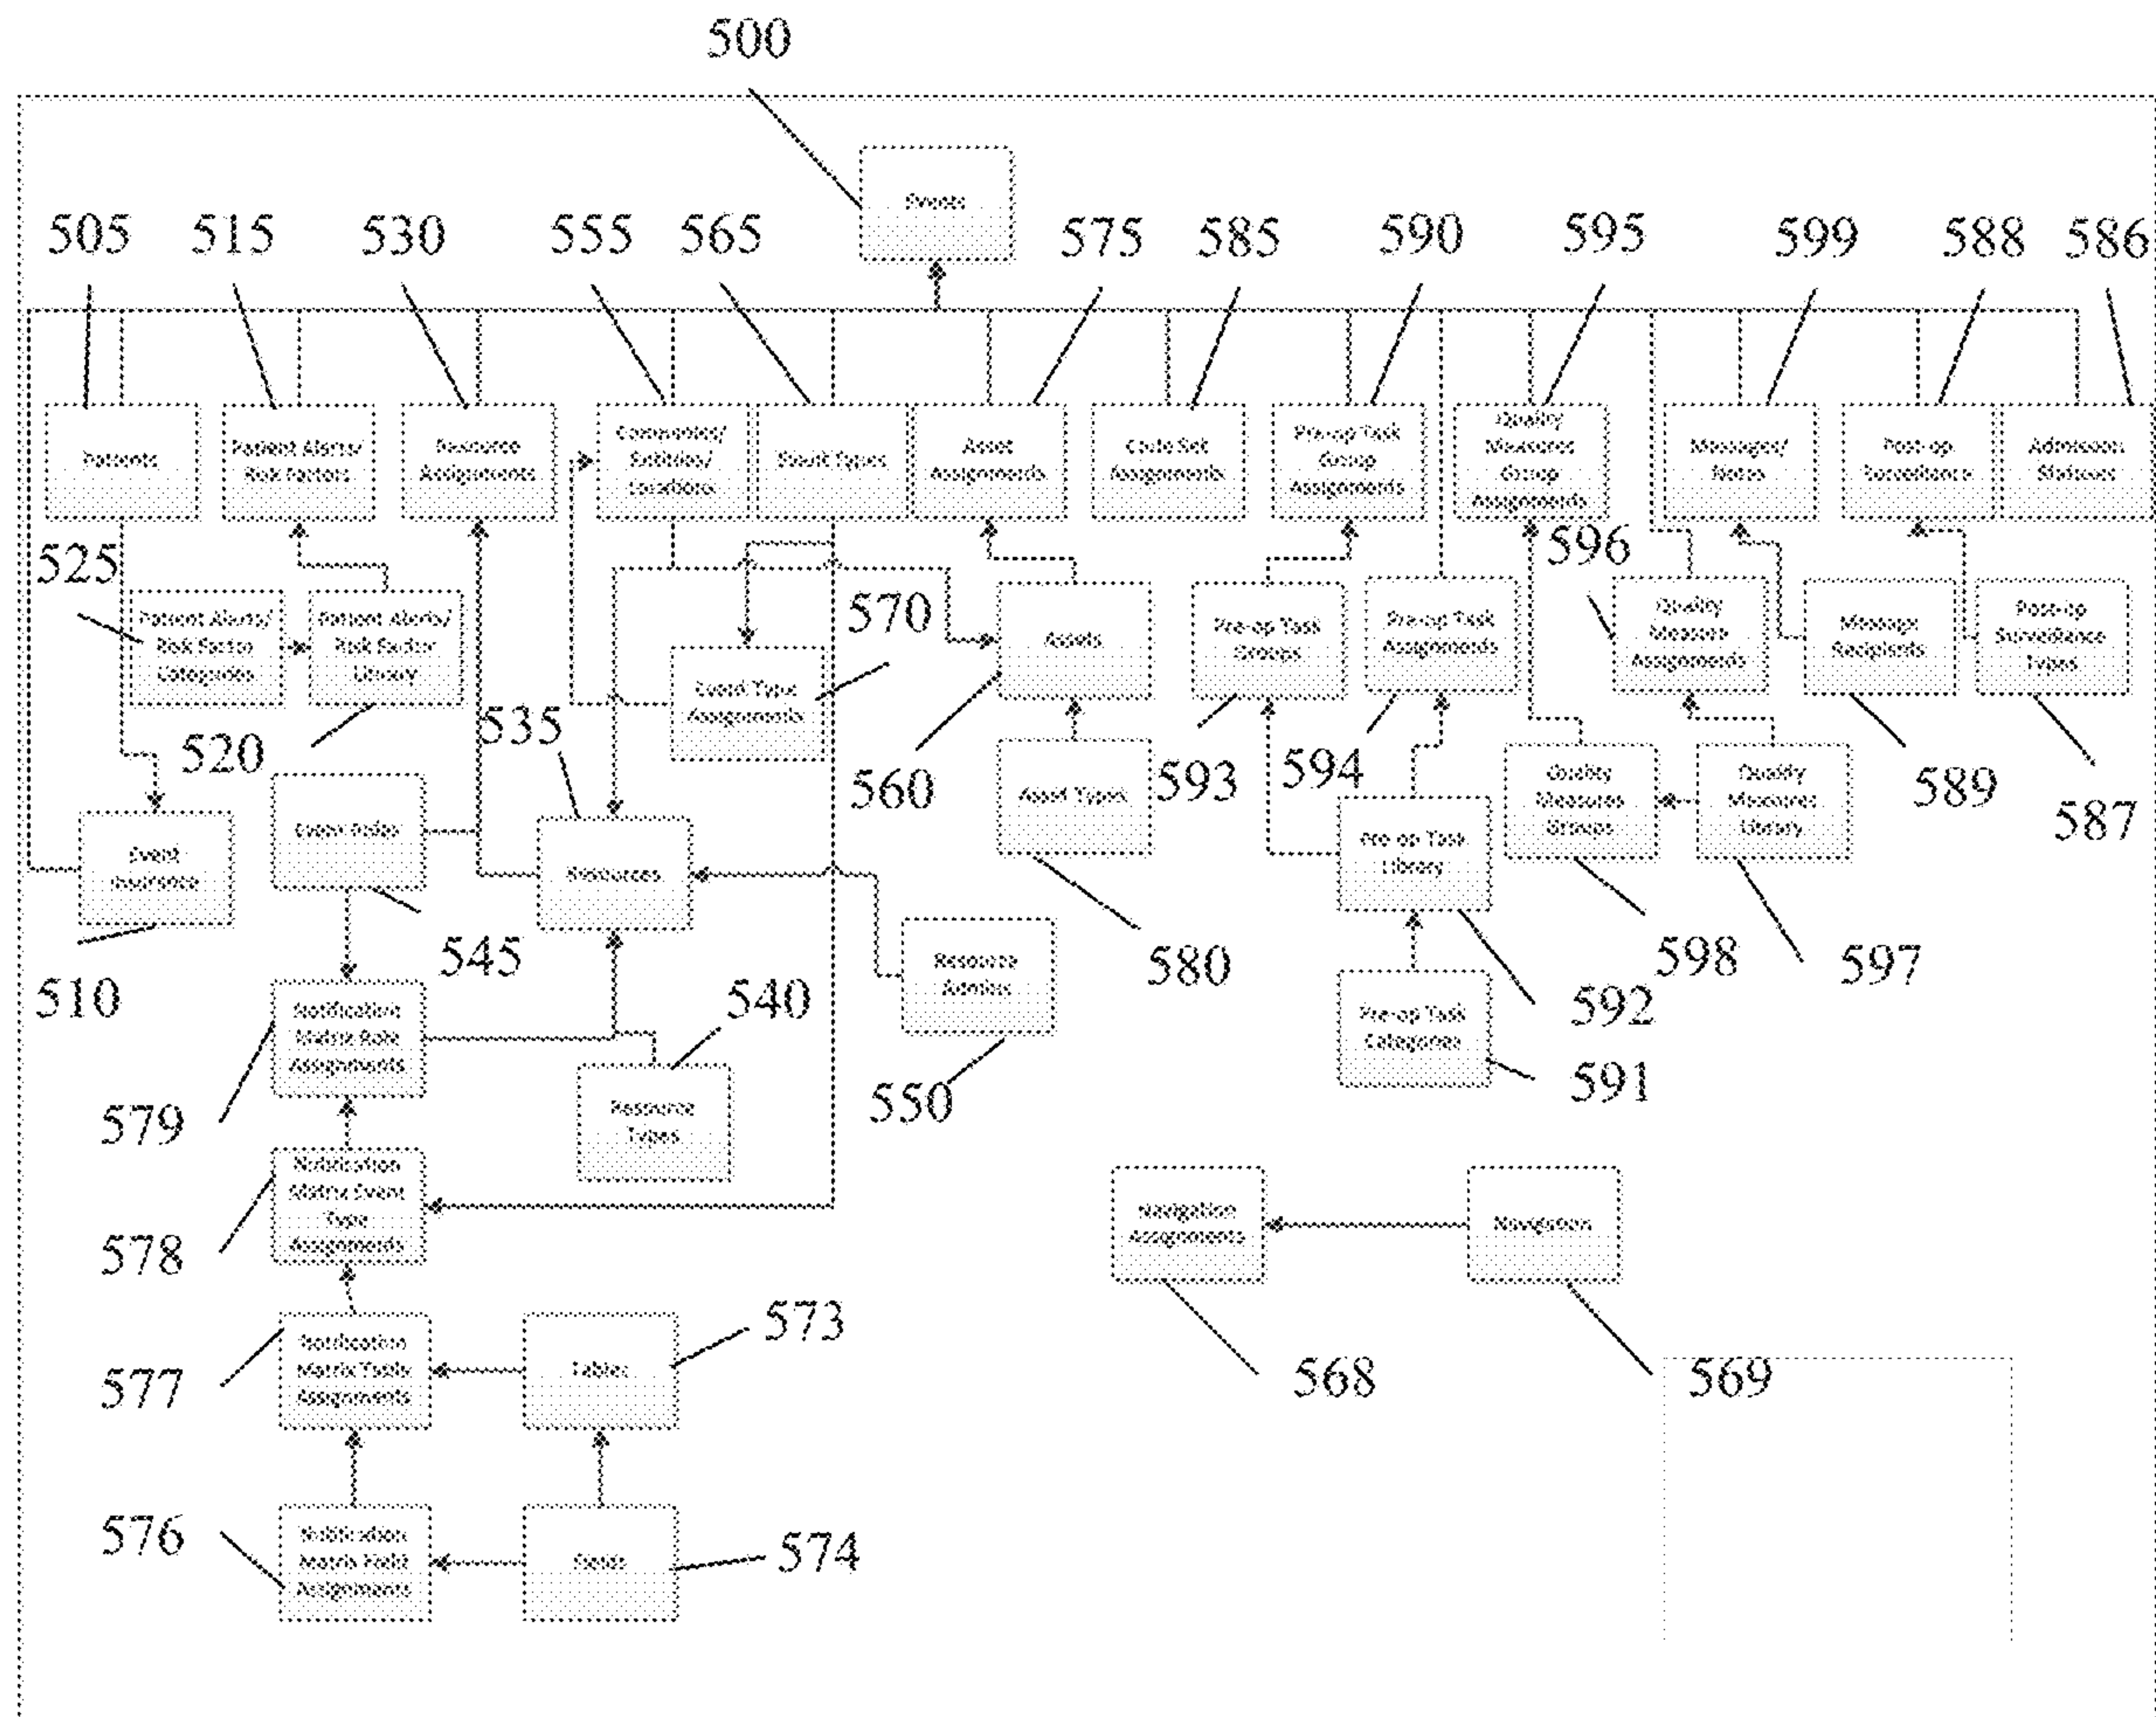 500
Events
505
515
530
555
565
575
585
590
595
599
588
586
Patients
Patient Alerts/
Risk Factors
Resource
Assignments
Companies/
Entities/
Locations
Event Types
Asset
Assignments
Code Set
Assignments
Pre-op Task
Group
Assignments
Quality
Measures
Group
Assignments
Messages/
Notes
Post-op
Surveillance
Admission
Statuses
525
596
Patient Alerts/
Risk Factor
Categories
Patient Alerts/
Risk Factor
Library
570
Assets
Pre-op Task
Groups
Pre-op Task
Assignments
Quality
Measure
Assignments
Message
Recipients
Post-op
Surveillance
Types
Event Type
Assignments
520
535
560
593
594
589
587
Event
Insurance
Event Roles
Resources
Asset Types
Pre-op Task
Library
Quality
Measures
Groups
Quality
Measures
Library
510
545
Resource
Admins
580
592
598
597
Notification
Matrix Role
Assignments
540
550
Pre-op Task
Categories
591
579
Resource
Types
Notification
Matrix Event
Type
Assignments
578
Navigation
Assignments
Navigation
573
568
569
Notification
Matrix Table
Assignments
Tables
577
576
Notification
Matrix Field
Assignments
Fields
574